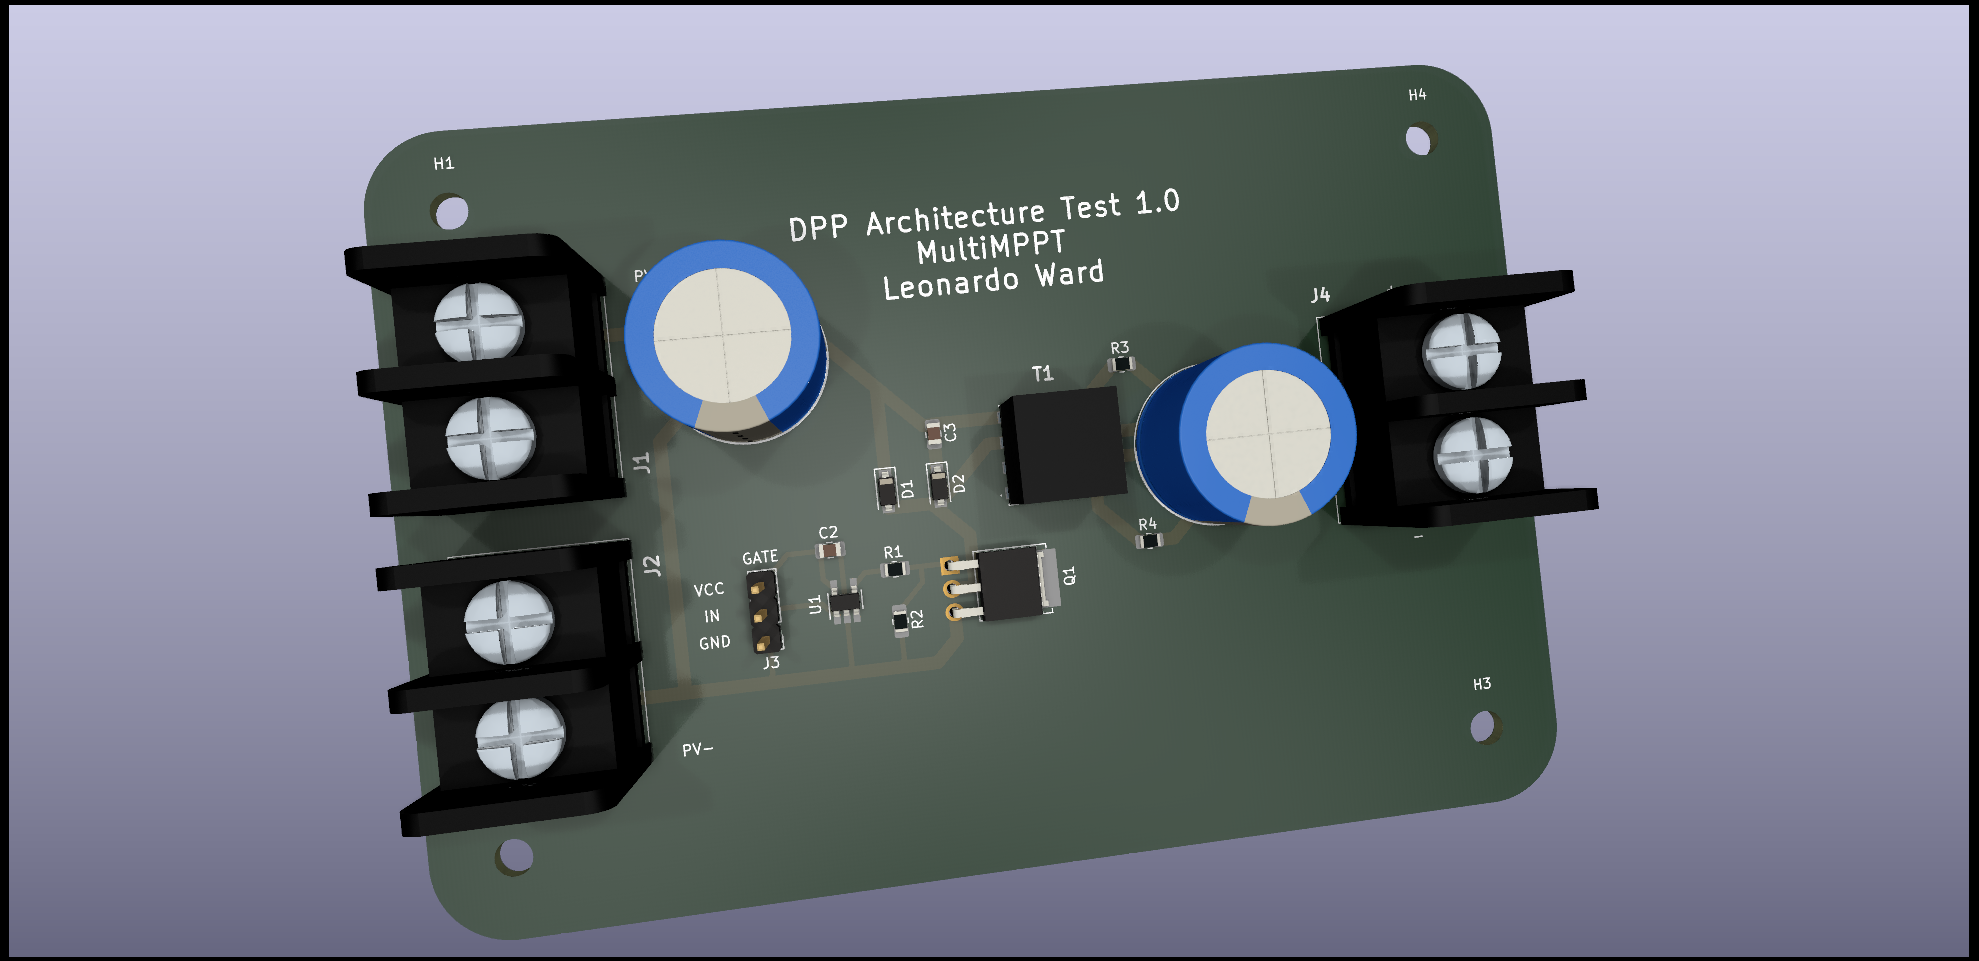 H4
H1
DPP Architecture Test 1.0
MultiMPPT
Leonardo Ward
J4
R3
T1
C3
J1
D1
D2
R4
C2
R1
GATE
J2
VCC
IN
GND
U1
R2
Q1
J3
H3
PV-
-